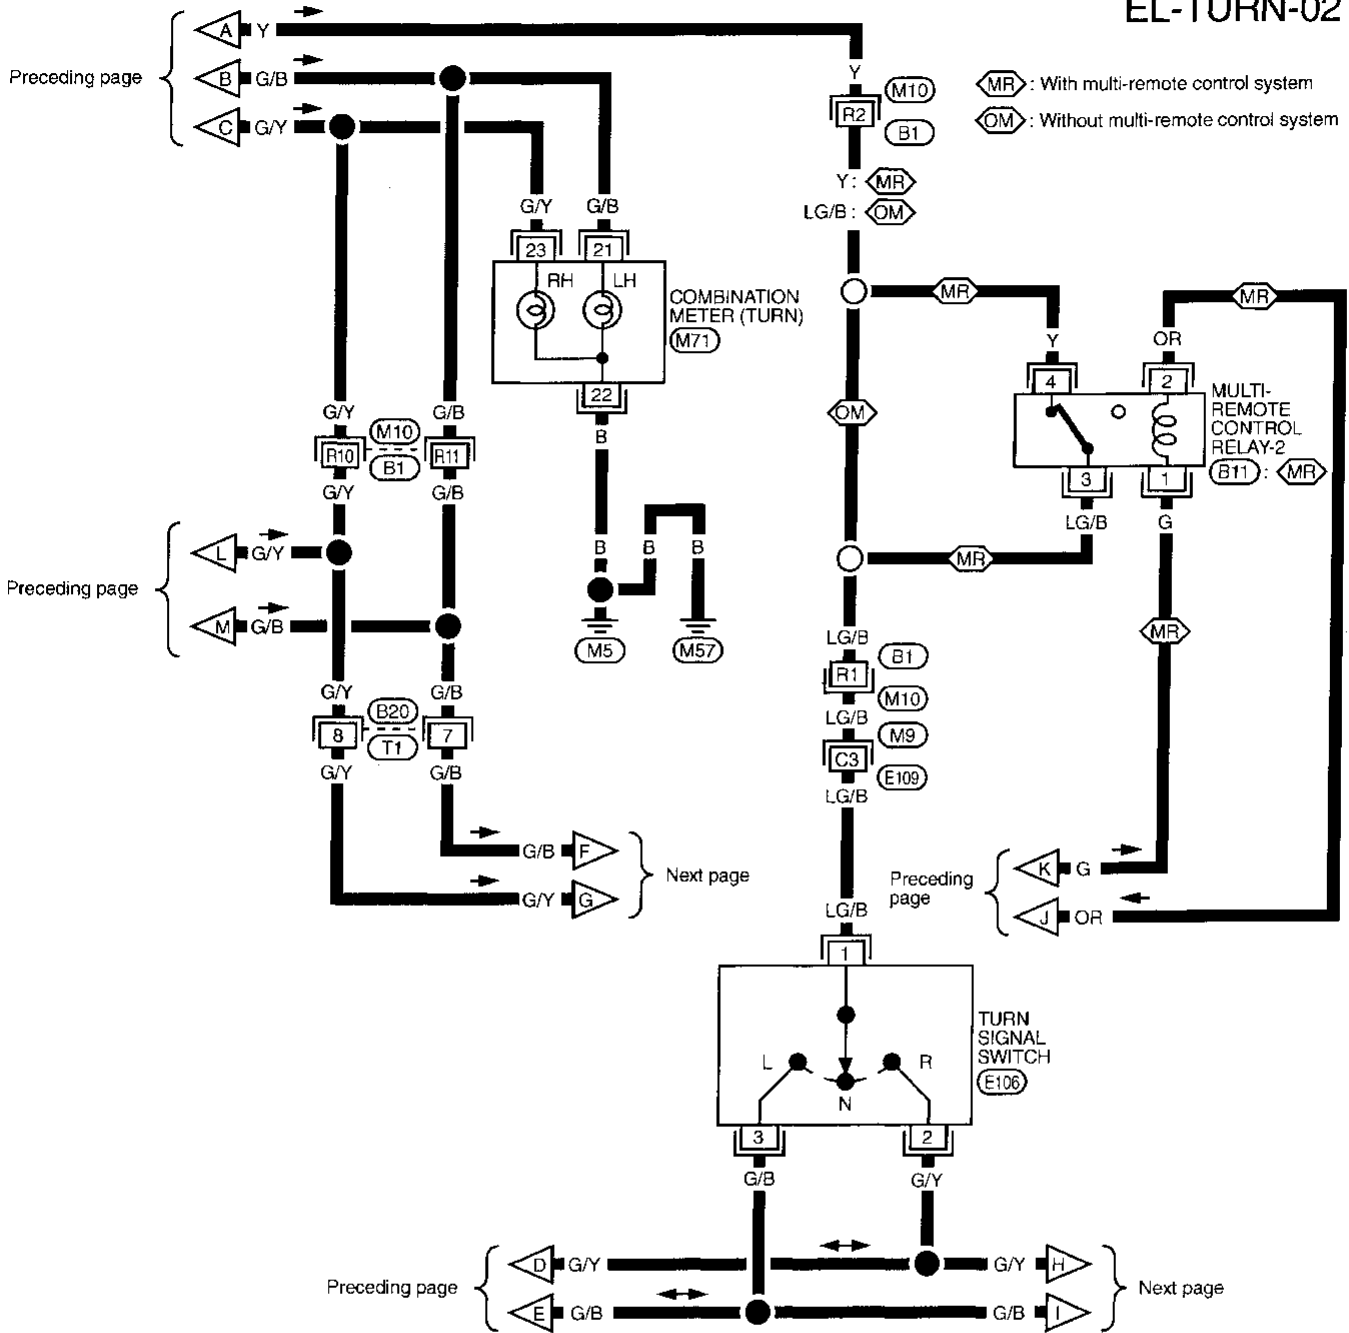 EL-TURN-02
A Y
Preceding page
B G/B
C G/Y
Y
M10
R2
B1
MR : With multi-remote control system
OM : Without multi-remote control system
Y : MR
LG/B : OM
G/Y G/B
23 21
RH LH
COMBINATION
METER (TURN)
M71
22
B
MR
MR
Y OR
4 2
MULTI-
REMOTE
CONTROL
RELAY-2
B11 : MR
3 1
LG/B G
OM
G/Y G/B
M10
R10 R11
B1
G/Y G/B
L G/Y
Preceding page
M G/B
B B B
M5 M57
MR
MR
LG/B
B1
R1
M10
LG/B
M9
C3
E109
LG/B
G/Y G/B
B20
8 7
T1
G/Y G/B
G/B F
Next page
G/Y G
Preceding
page
K G
J OR
LG/B
1
TURN
SIGNAL
SWITCH
E106
L R
N
3 2
G/B G/Y
D G/Y G/Y H
Preceding page Next page
E G/B G/B I